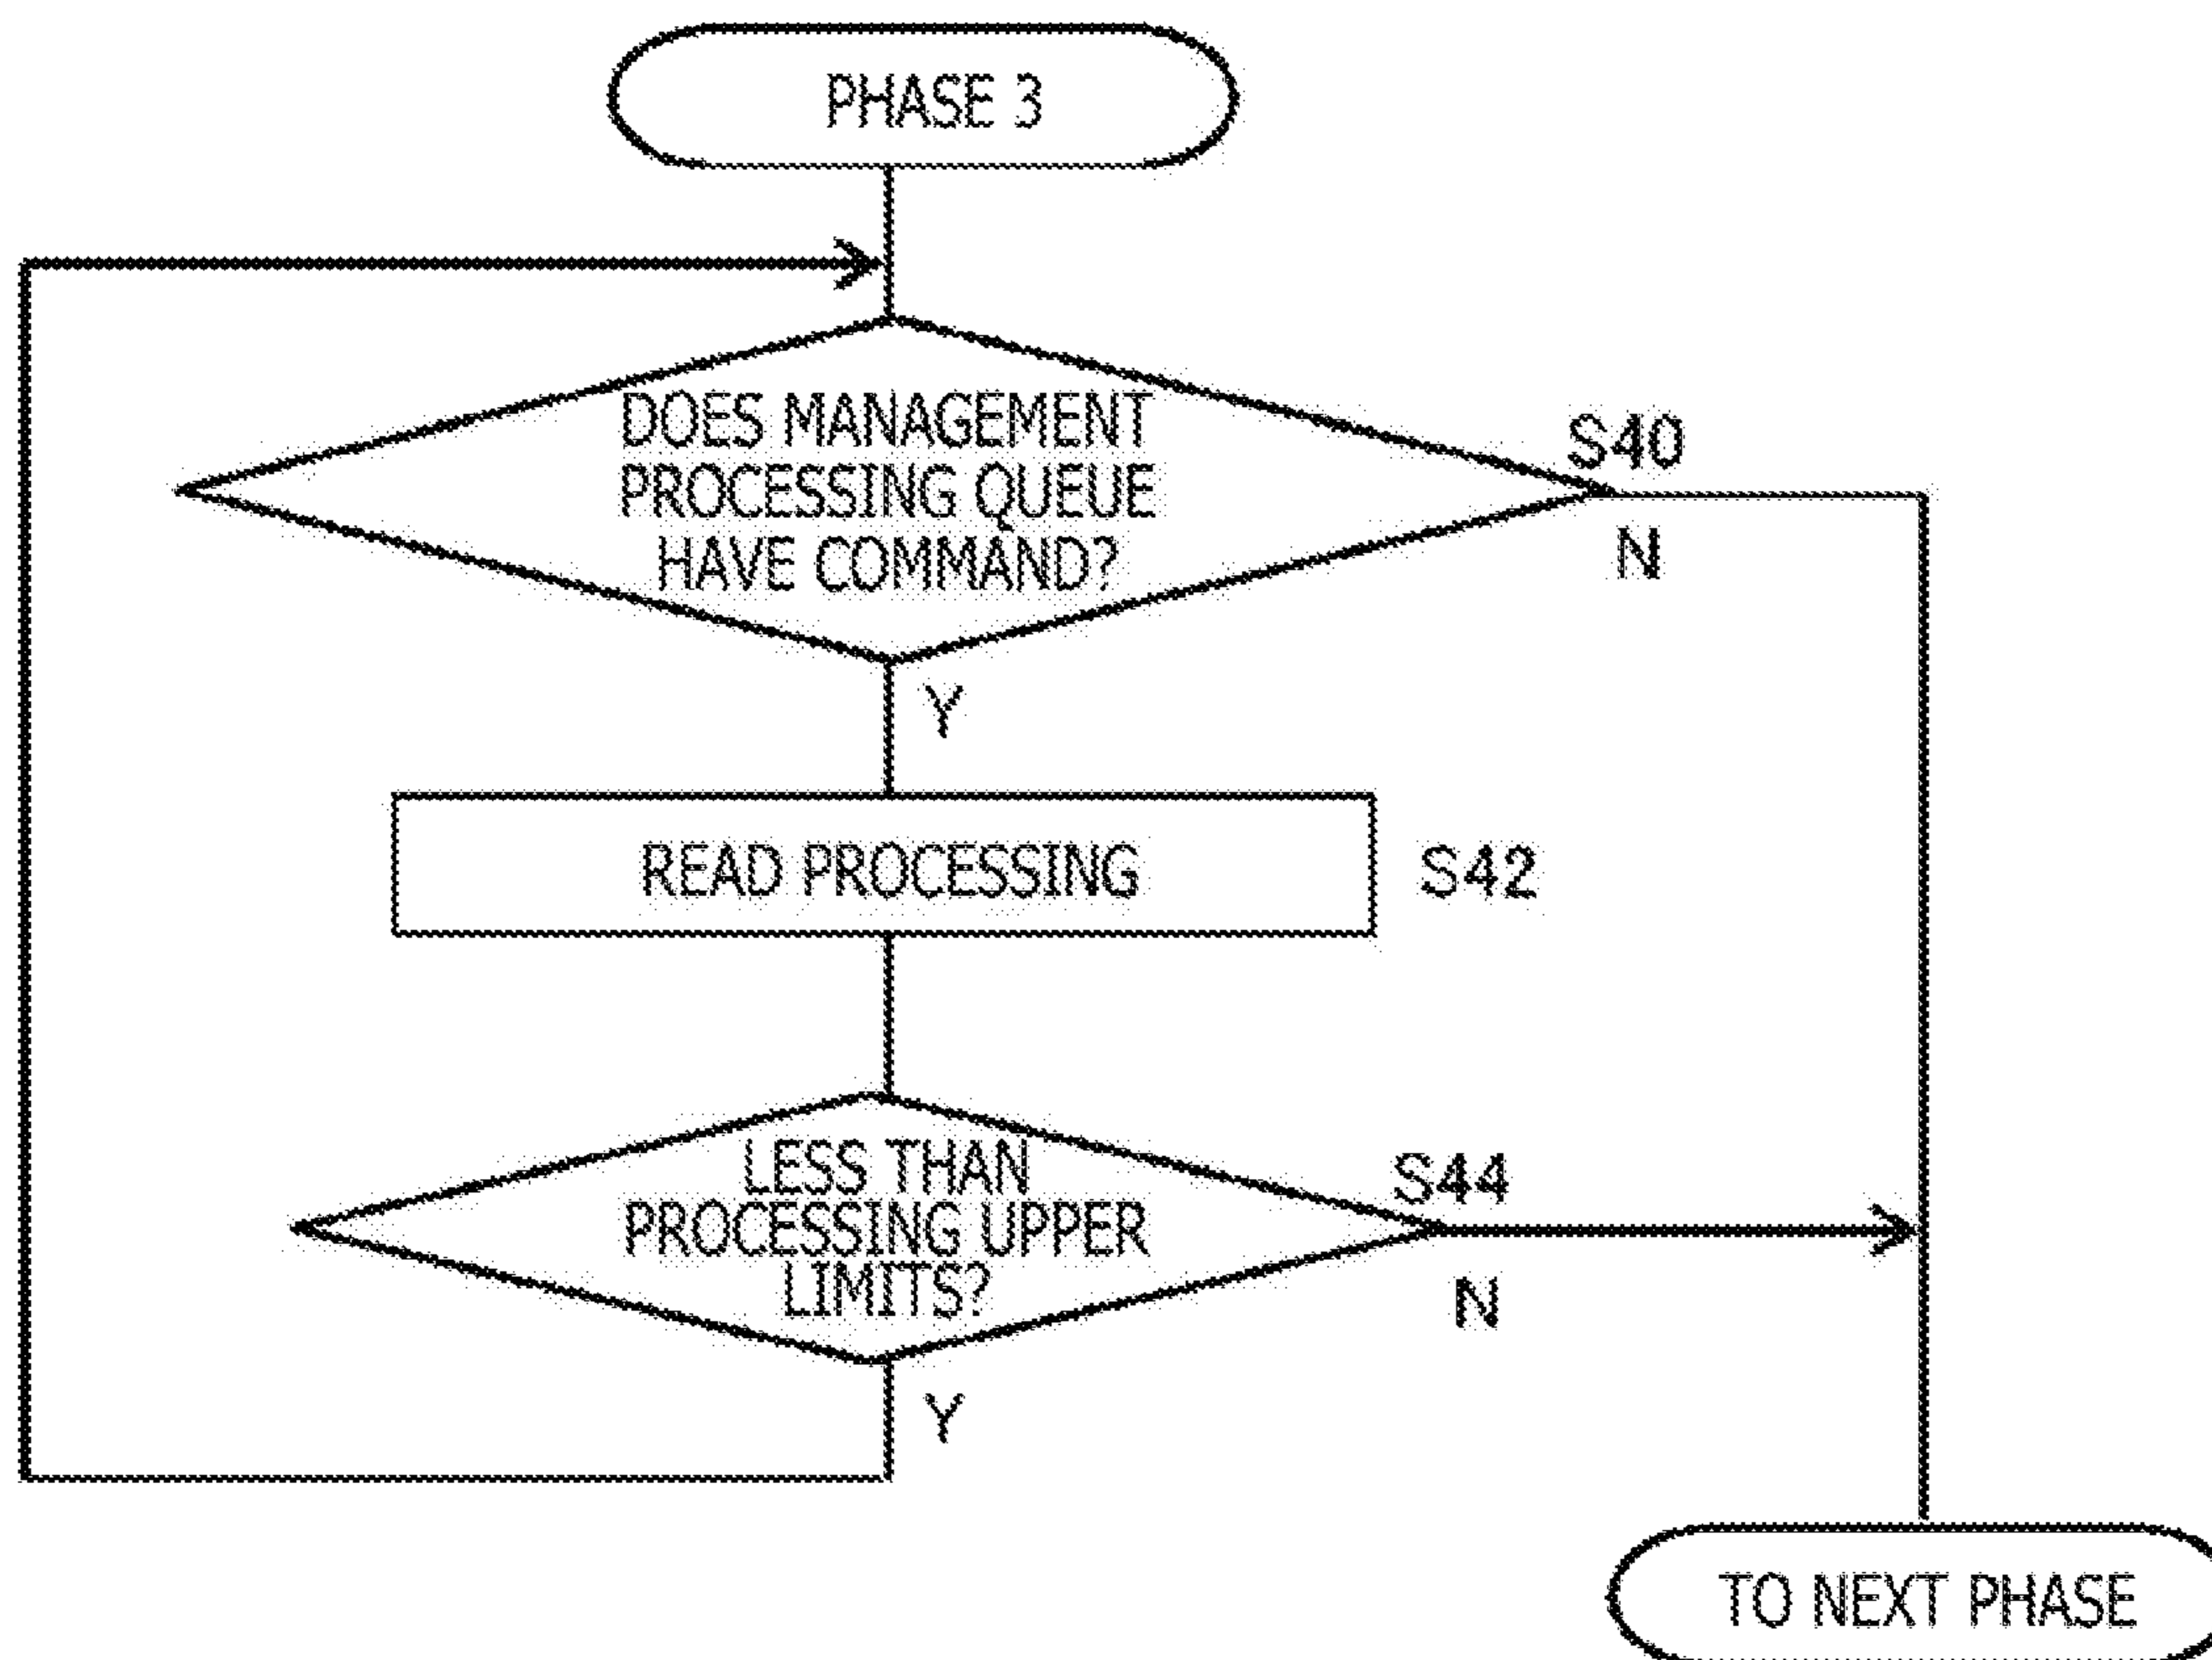 PHASE 3
DOES MANAGEMENT
PROCESSING QUEUE
HAVE COMMAND?
S40
N
Y
READ PROCESSING
S42
LESS THAN
PROCESSING UPPER
LIMITS?
S44
N
Y
TO NEXT PHASE